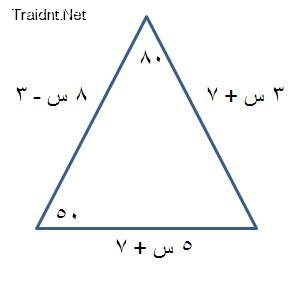 Traidnt.Net
٨٠
٨ س - ٣
٣ س + ٧
٥٠
٥ س + ٧